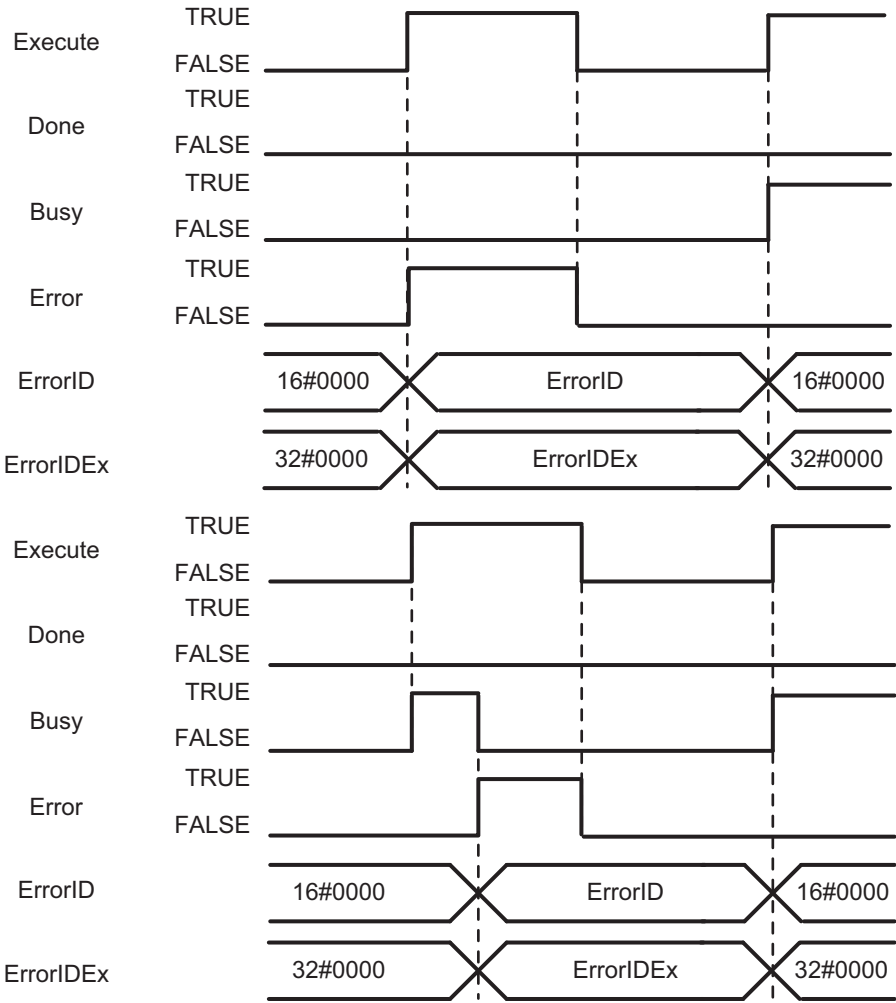 TRUE
Execute
FALSE
TRUE
Done
FALSE
TRUE
Busy
FALSE
TRUE
Error
FALSE
ErrorID 16#0000 ErrorID 16#0000
ErrorIDEx 32#0000 ErrorIDEx 32#0000
TRUE
Execute
FALSE
TRUE
Done
FALSE
TRUE
Busy
FALSE
TRUE
Error
FALSE
ErrorID 16#0000 ErrorID 16#0000
ErrorIDEx 32#0000 ErrorIDEx 32#0000